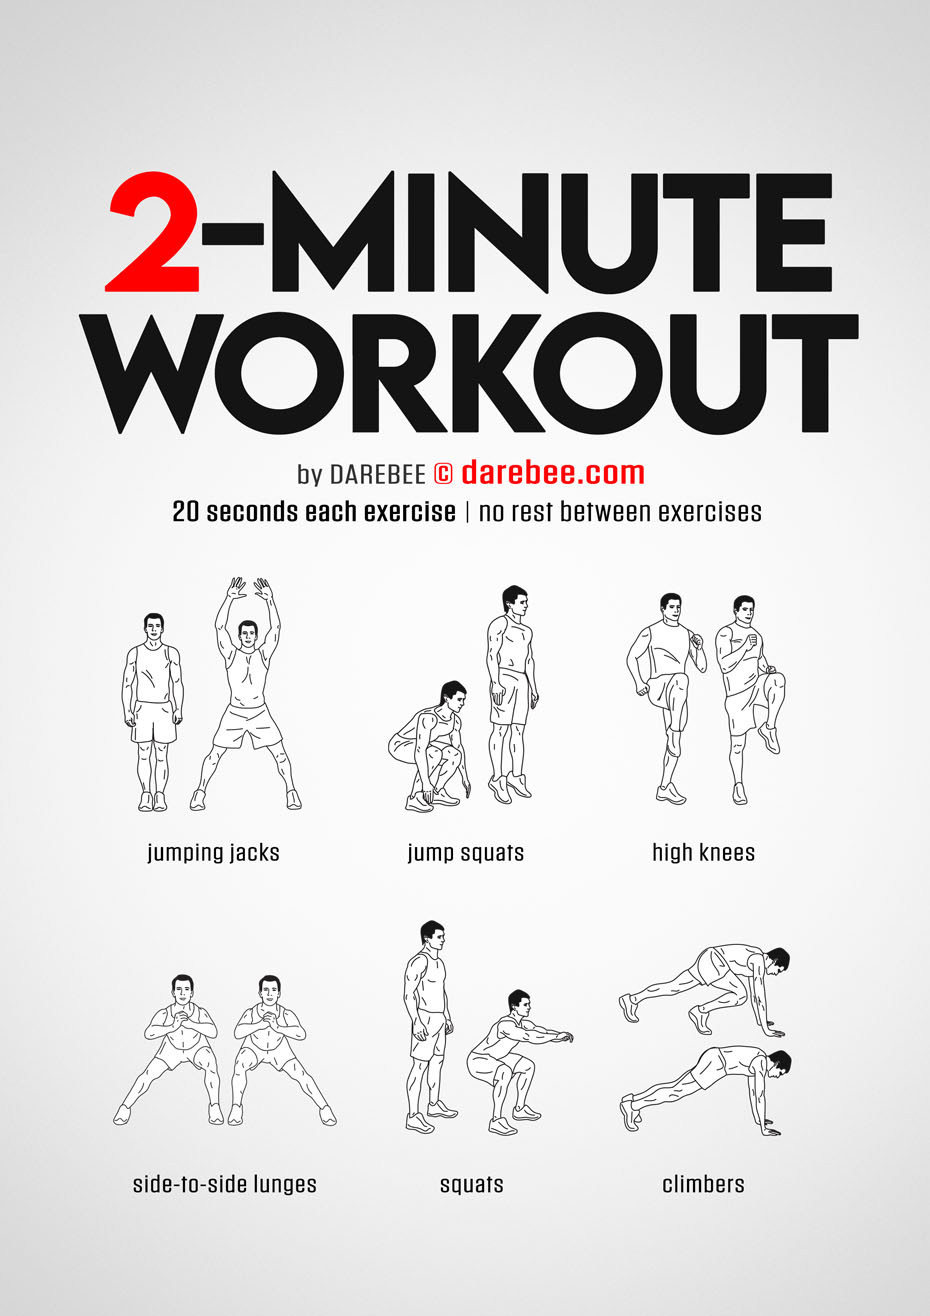 2-MINUTE
WORKOUT
by DAREBEE © darebee.com
20 seconds each exercise | no rest between exercises
jumping jacks
jump squats
high knees
side-to-side lunges
squats
climbers